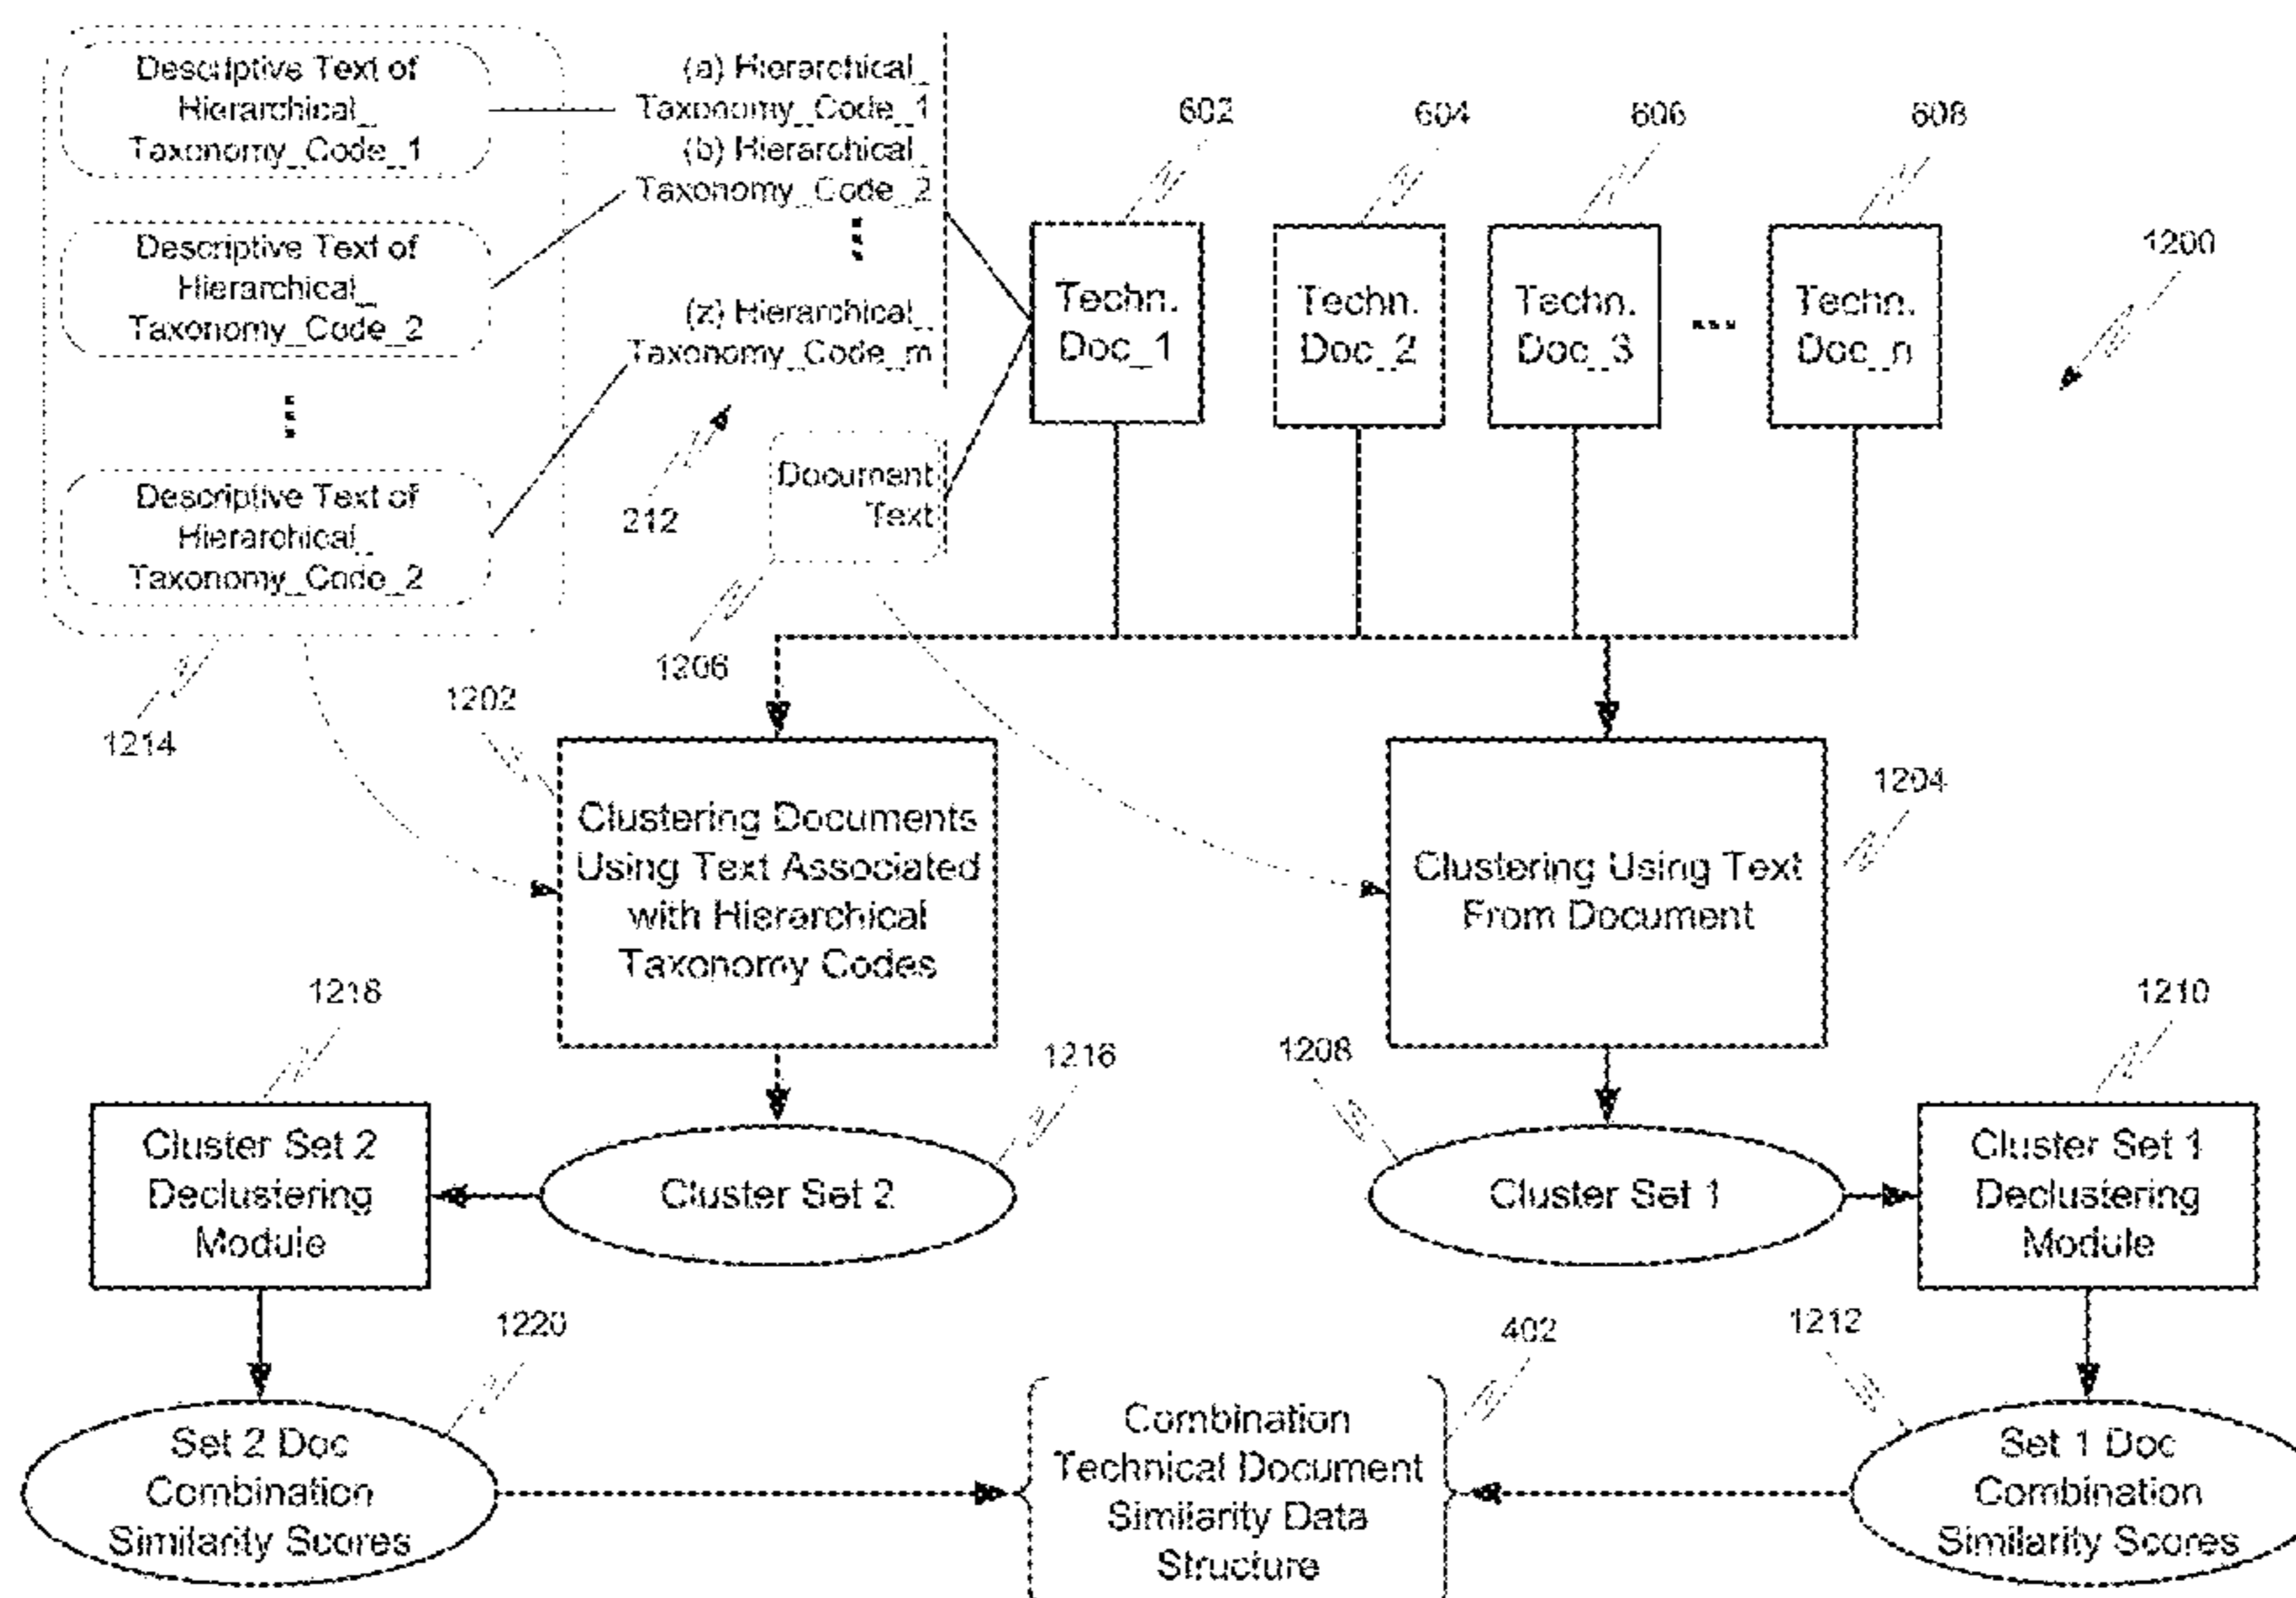 Descriptive Text of
Hierarchical_
Taxonomy_Code_1
Descriptive Text of
Hierarchical_
Taxonomy_Code_2
Descriptive Text of
Hierarchical_
Taxonomy_Code_2
(a) Hierarchical_
Taxonomy_Code_1
(b) Hierarchical_
Taxonomy_Code_2
(z) Hierarchical_
Taxonomy_Code_m
212
Document
Text
602
604
606
608
1200
Techn.
Doc_1
Techn.
Doc_2
Techn.
Doc_3
...
Techn.
Doc_n
1214
1206
1202
1204
Clustering Documents
Using Text Associated
with Hierarchical
Taxonomy Codes
Clustering Using Text
From Document
1218
1216
1208
1210
Cluster Set 2
Declustering
Module
Cluster Set 2
Cluster Set 1
Cluster Set 1
Declustering
Module
1220
402
1212
Set 2 Doc
Combination
Similarity Scores
Combination
Technical Document
Similarity Data
Structure
Set 1 Doc
Combination
Similarity Scores